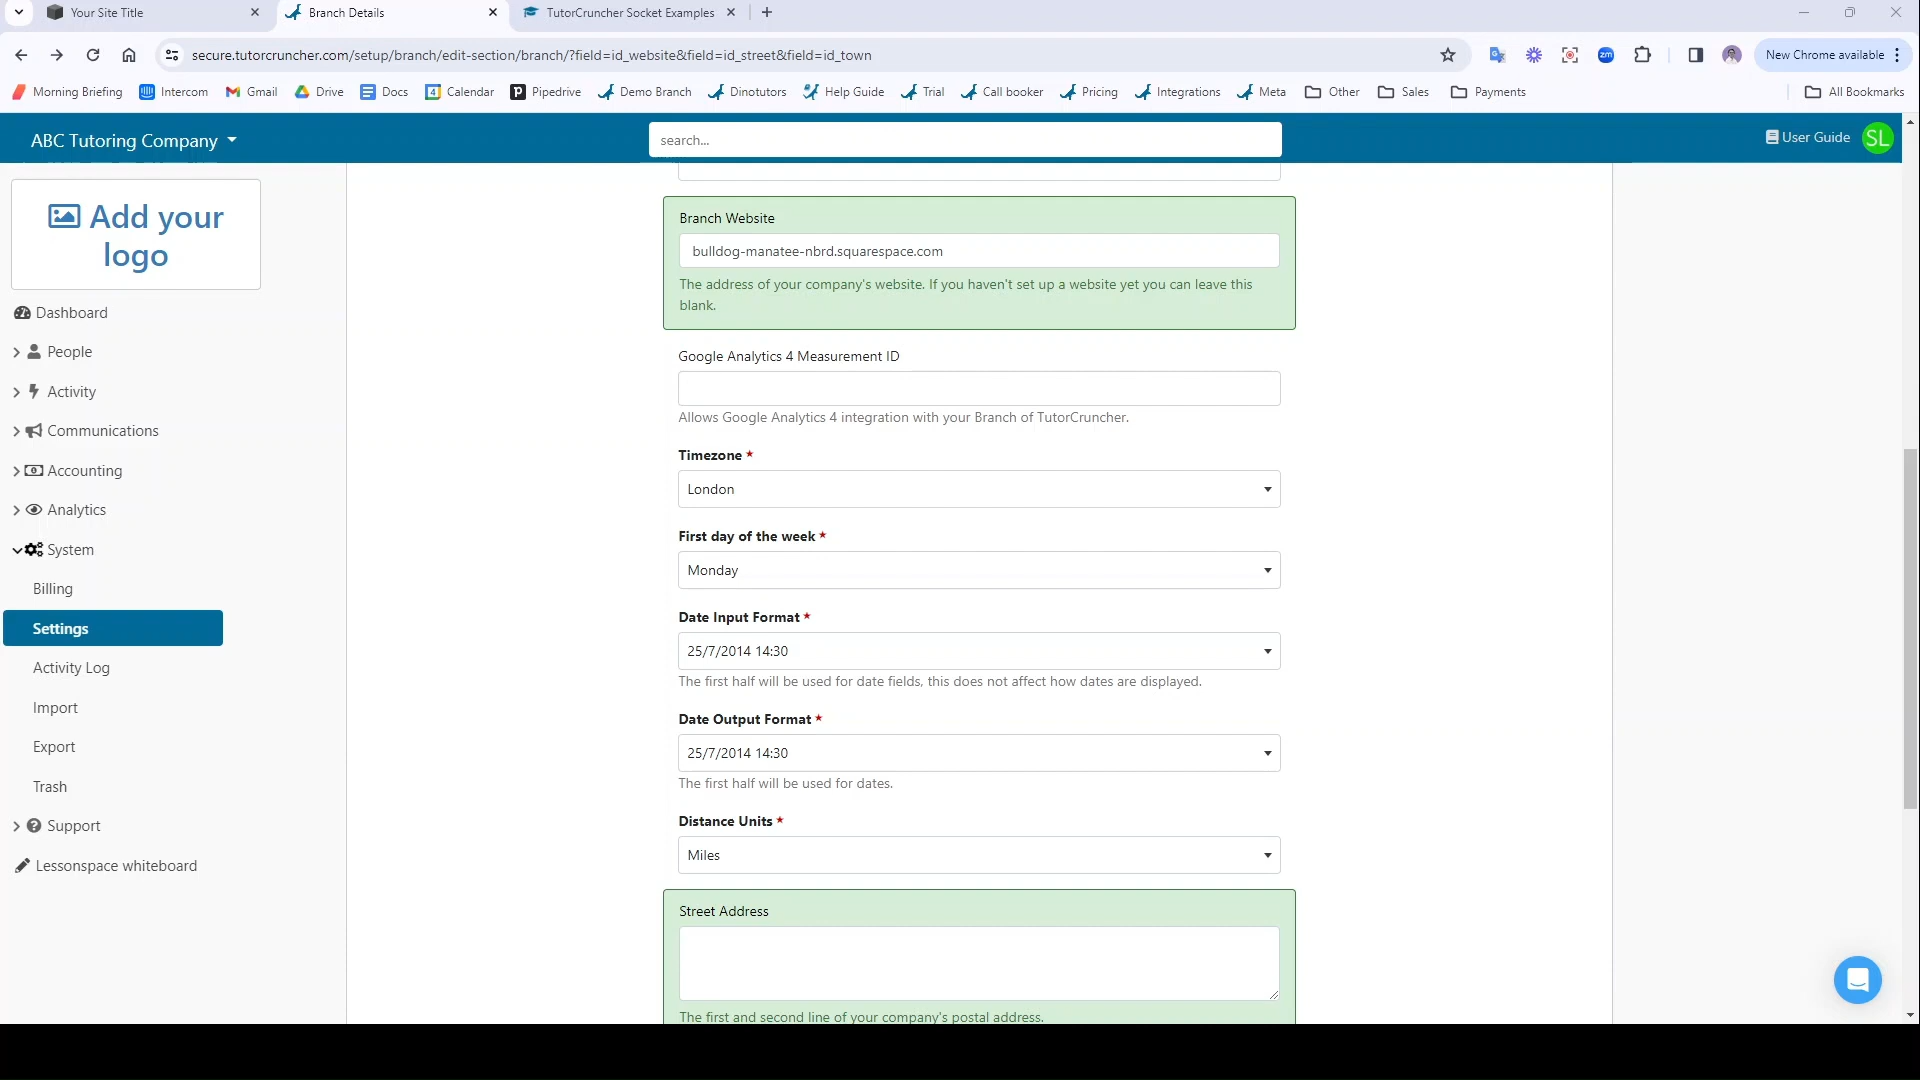 Your Site Title
Branch Details
TutorCruncher Socket Examples
secure.tutorcruncher.com/setup/branch/edit-section/branch/?field=id_website&field=id_street&field=id_town
zm
New Chrome available
Morning Briefing
Intercom
Gmail
Drive
Docs
4
Calendar
P
Pipedrive
Demo Branch
Dinotutors
Help Guide
Trial
Call booker
Pricing
Integrations
Meta
Other
Sales
Payments
All Bookmarks
ABC Tutoring Company
search...
User Guide
SL
Add your
logo
Dashboard
People
Activity
Communications
Accounting
Analytics
System
Billing
Settings
Activity Log
Import
Export
Trash
Support
Lessonspace whiteboard
Branch Website
bulldog-manatee-nbrd.squarespace.com
The address of your company's website. If you haven't set up a website yet you can leave this
blank.
Google Analytics 4 Measurement ID
Allows Google Analytics 4 integration with your Branch of TutorCruncher.
Timezone *
London
First day of the week *
Monday
Date Input Format *
25/7/2014 14:30
The first half will be used for date fields, this does not affect how dates are displayed.
Date Output Format *
25/7/2014 14:30
The first half will be used for dates.
Distance Units *
Miles
Street Address
The first and second line of your company's postal address.